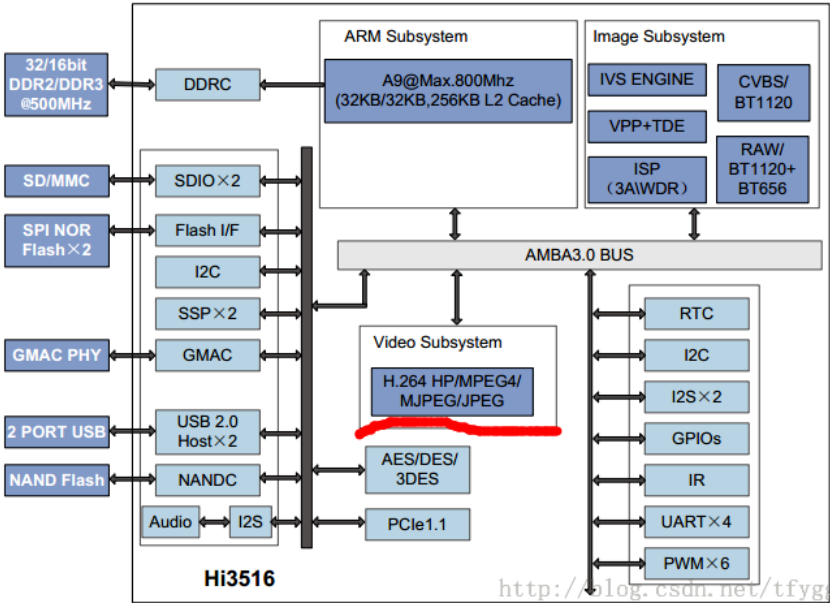 ARM Subsystem
Image Subsystem
32/16bit
DDR2/DDR3
@500MHz
DDRC
A9@Max.800Mhz
(32KB/32KB,256KB L2 Cache)
IVS ENGINE
CVBS/
BT1120
VPP+TDE
ISP
（3A\WDR）
RAW/
BT1120+
BT656
SD/MMC
SDIO×2
SPI NOR
Flash×2
Flash I/F
I2C
SSP×2
GMAC PHY
GMAC
2 PORT USB
USB 2.0
Host×2
NAND Flash
NANDC
Audio
I2S
AMBA3.0 BUS
Video Subsystem
H.264 HP/MPEG4/
MJPEG/JPEG
AES/DES/
3DES
PCIe1.1
RTC
I2C
I2S×2
GPIOs
IR
UART×4
PWM×6
Hi3516
http://blog.csdn.net/tfygg